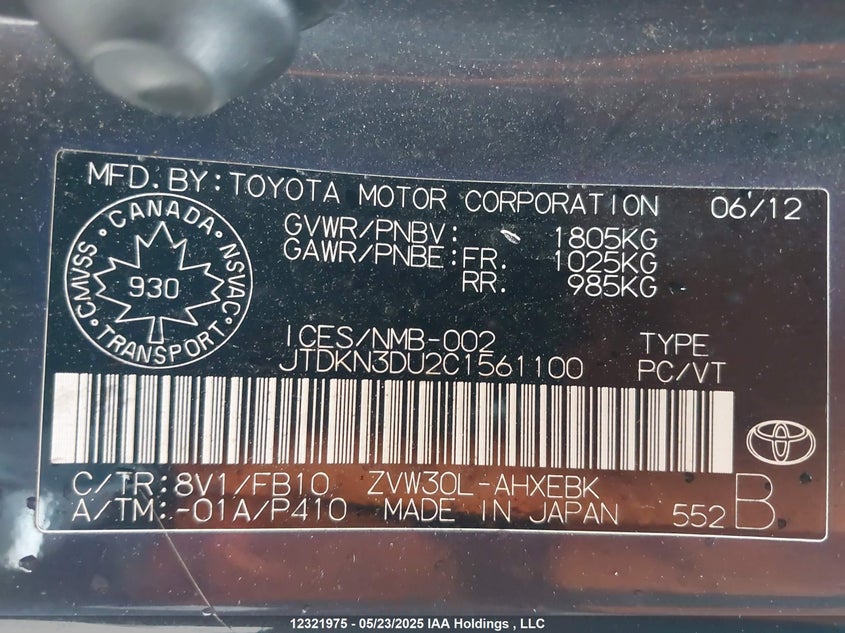 MFD.BY:TOYOTA MOTOR CORPORATION 06/12
GVWR/PNBV: 1805KG
GAWR/PNBE:FR. 1025KG
RR. 985KG
CANADA
CMVSS NSVAC
930
TRANSPORT
ICES/NMB-002 TYPE
JTDKN3DU2C1561100 PC/VT
C/TR:8V1/FB10 ZVW30L-AHXEBK
A/TM:-01A/P410 MADE IN JAPAN 552 B
12321975 - 05/23/2025 IAA Holdings , LLC